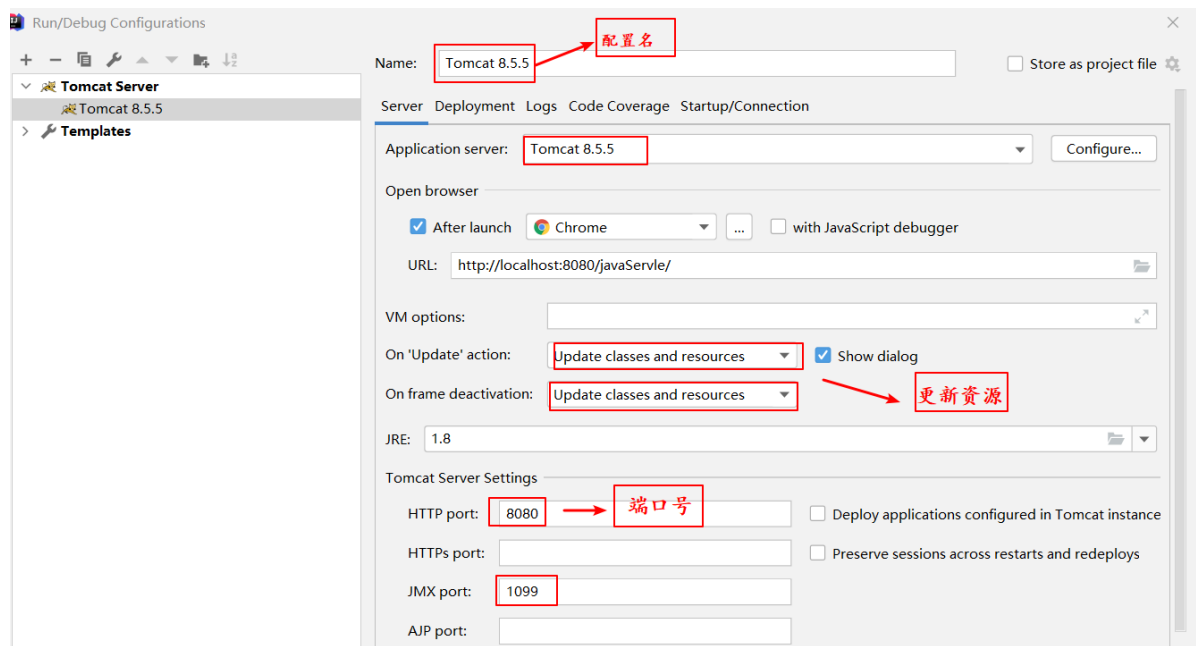 Run/Debug Configurations
配置名
Name: Tomcat 8.5.5
Store as project file
Tomcat Server
Tomcat 8.5.5
Templates
Server Deployment Logs Code Coverage Startup/Connection
Application server: Tomcat 8.5.5 Configure...
Open browser
After launch Chrome ... with JavaScript debugger
URL: http://localhost:8080/javaServle/
VM options:
On 'Update' action: Update classes and resources Show dialog
On frame deactivation: Update classes and resources
更新资源
JRE: 1.8
Tomcat Server Settings
HTTP port: 8080 端口号 Deploy applications configured in Tomcat instance
HTTPs port: Preserve sessions across restarts and redeploys
JMX port: 1099
AJP port: